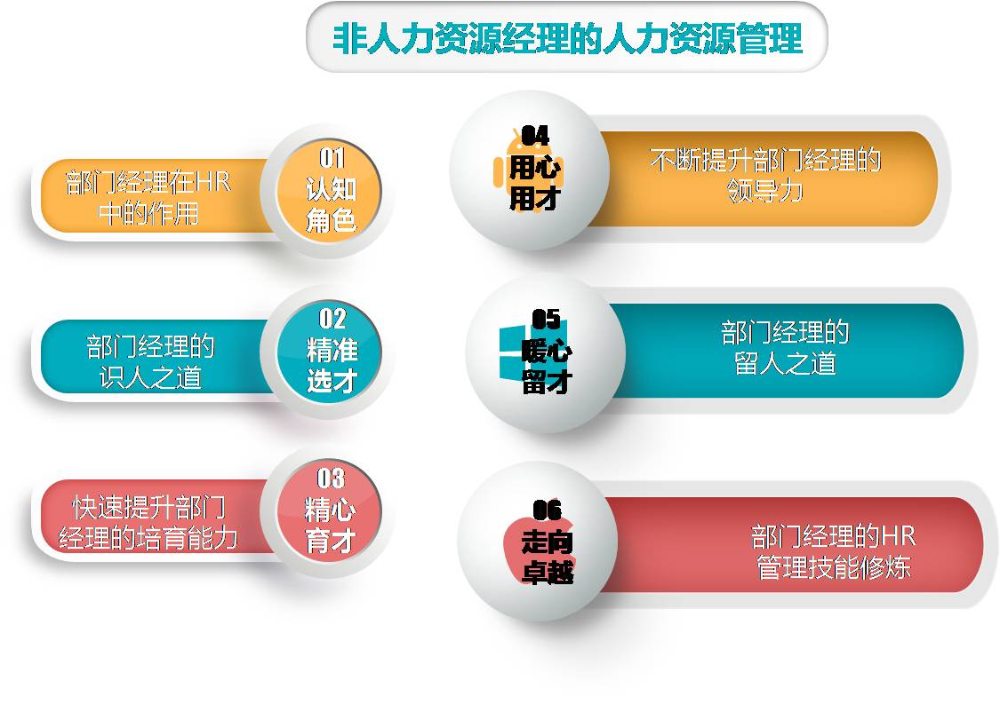 非人力资源经理的人力资源管理
01
认知
角色
部门经理在HR
中的作用
02
精准
选才
部门经理的
识人之道
03
精心
育才
快速提升部门
经理的培育能力
04
用心
用才
不断提升部门经理的
领导力
05
暖心
留才
部门经理的
留人之道
06
走向
卓越
部门经理的HR
管理技能修炼